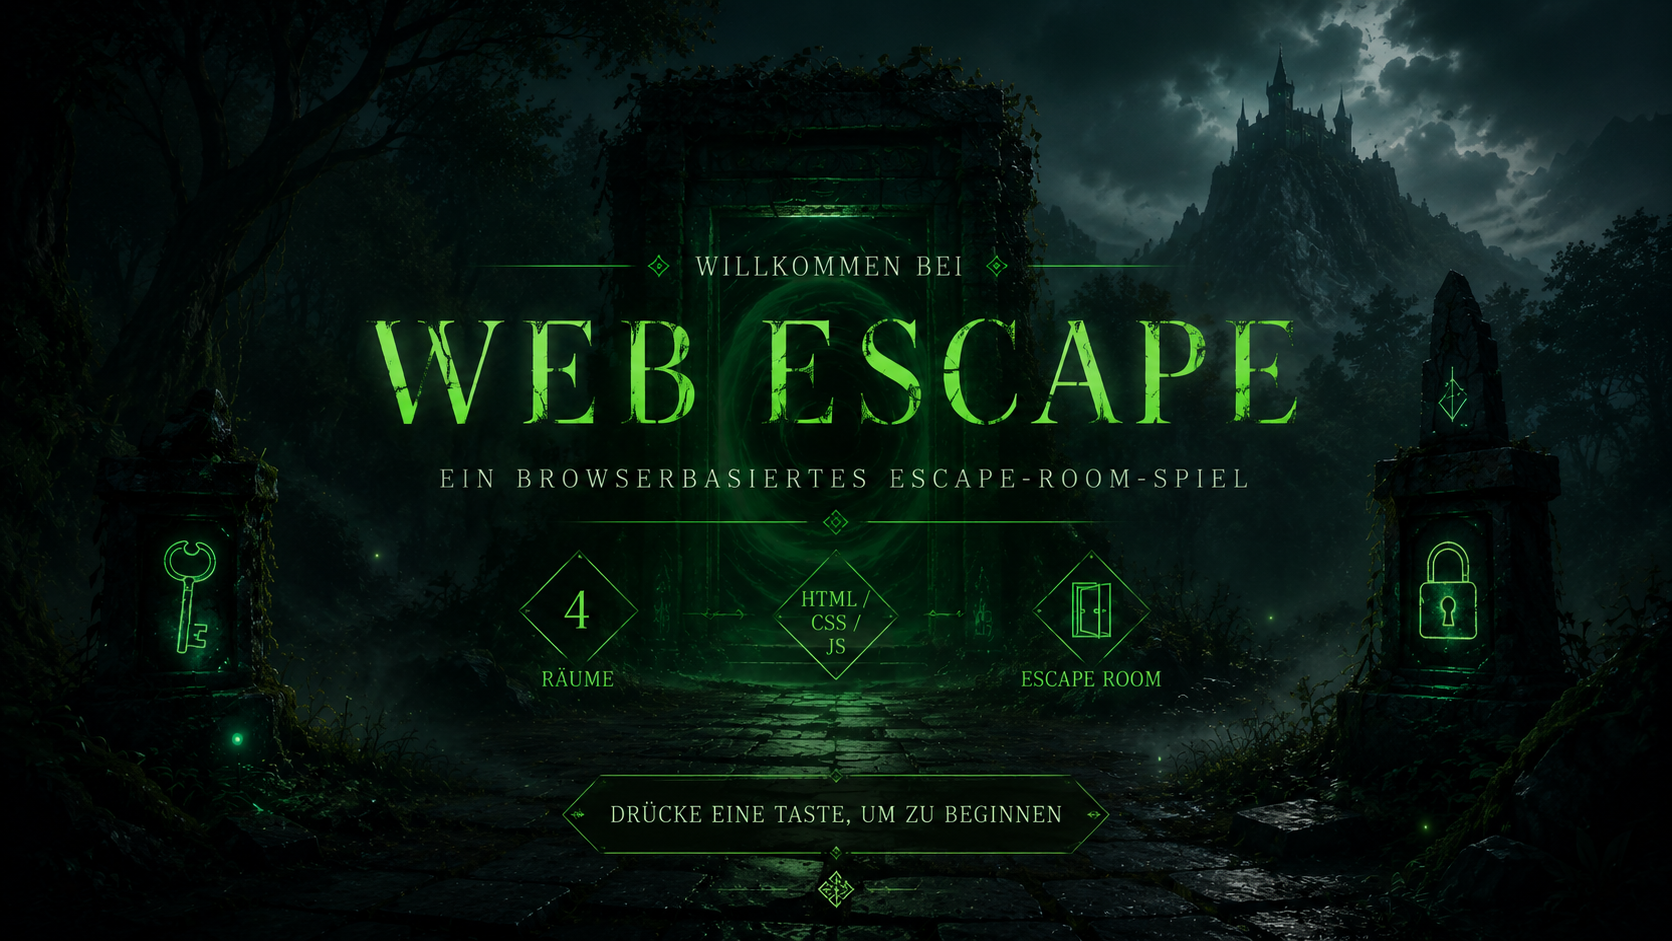 WILLKOMMEN BEI
WEB ESCAPE
EIN BROWSERBASIERTES ESCAPE-ROOM-SPIEL
4
RÄUME
HTML /
CSS /
JS
ESCAPE ROOM
DRÜCKE EINE TASTE, UM ZU BEGINNEN